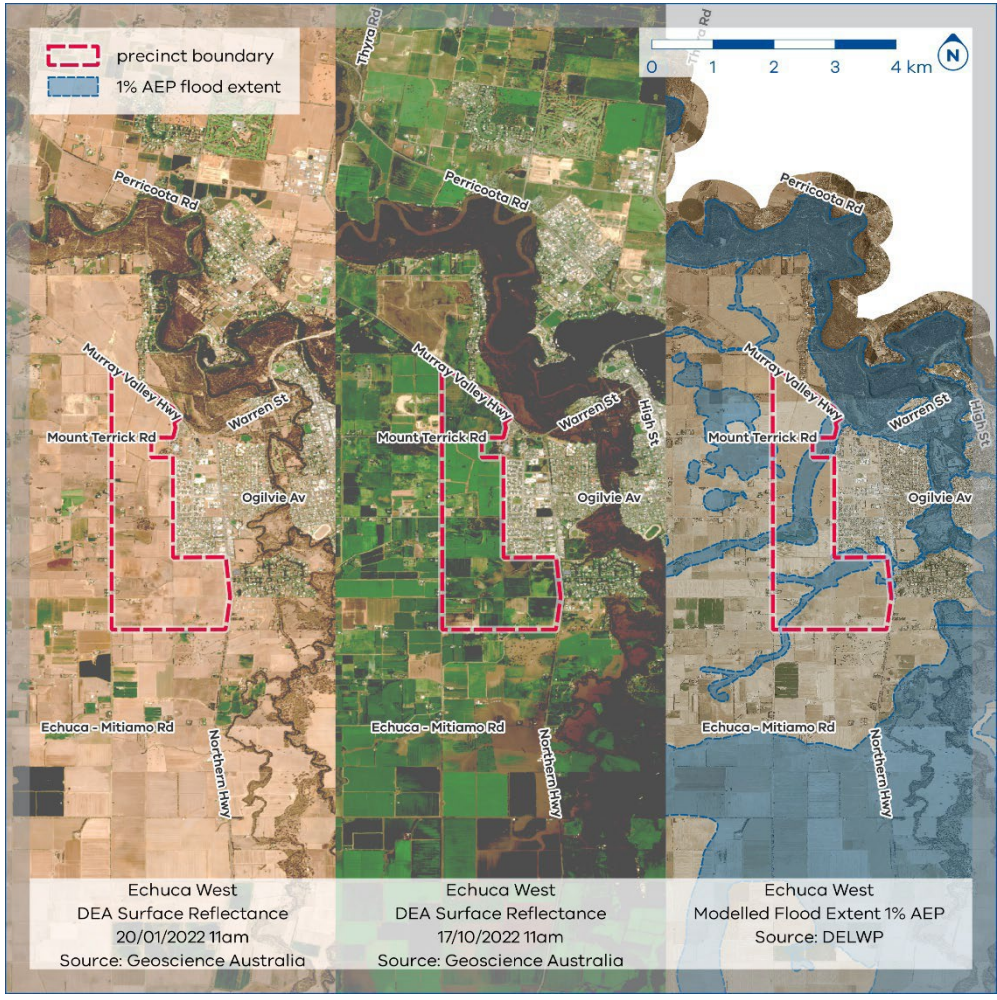 precinct boundary
1% AEP flood extent
0 1 2 3 4 km
N
Thyra Rd
Thyra Rd
Perricoota Rd
Perricoota Rd
Perricoota Rd
Murray Valley Hwy
Murray Valley Hwy
Murray Valley Hwy
Warren St
Warren St
Warren St
High St
High St
Mount Terrick Rd
Mount Terrick Rd
Mount Terrick Rd
Ogilvie Av
Ogilvie Av
Ogilvie Av
Echuca - Mitiamo Rd
Echuca - Mitiamo Rd
Echuca - Mitiamo Rd
Northern Hwy
Northern Hwy
Northern Hwy
Echuca West
DEA Surface Reflectance
20/01/2022 11am
Source: Geoscience Australia
Echuca West
DEA Surface Reflectance
17/10/2022 11am
Source: Geoscience Australia
Echuca West
Modelled Flood Extent 1% AEP
Source: DELWP